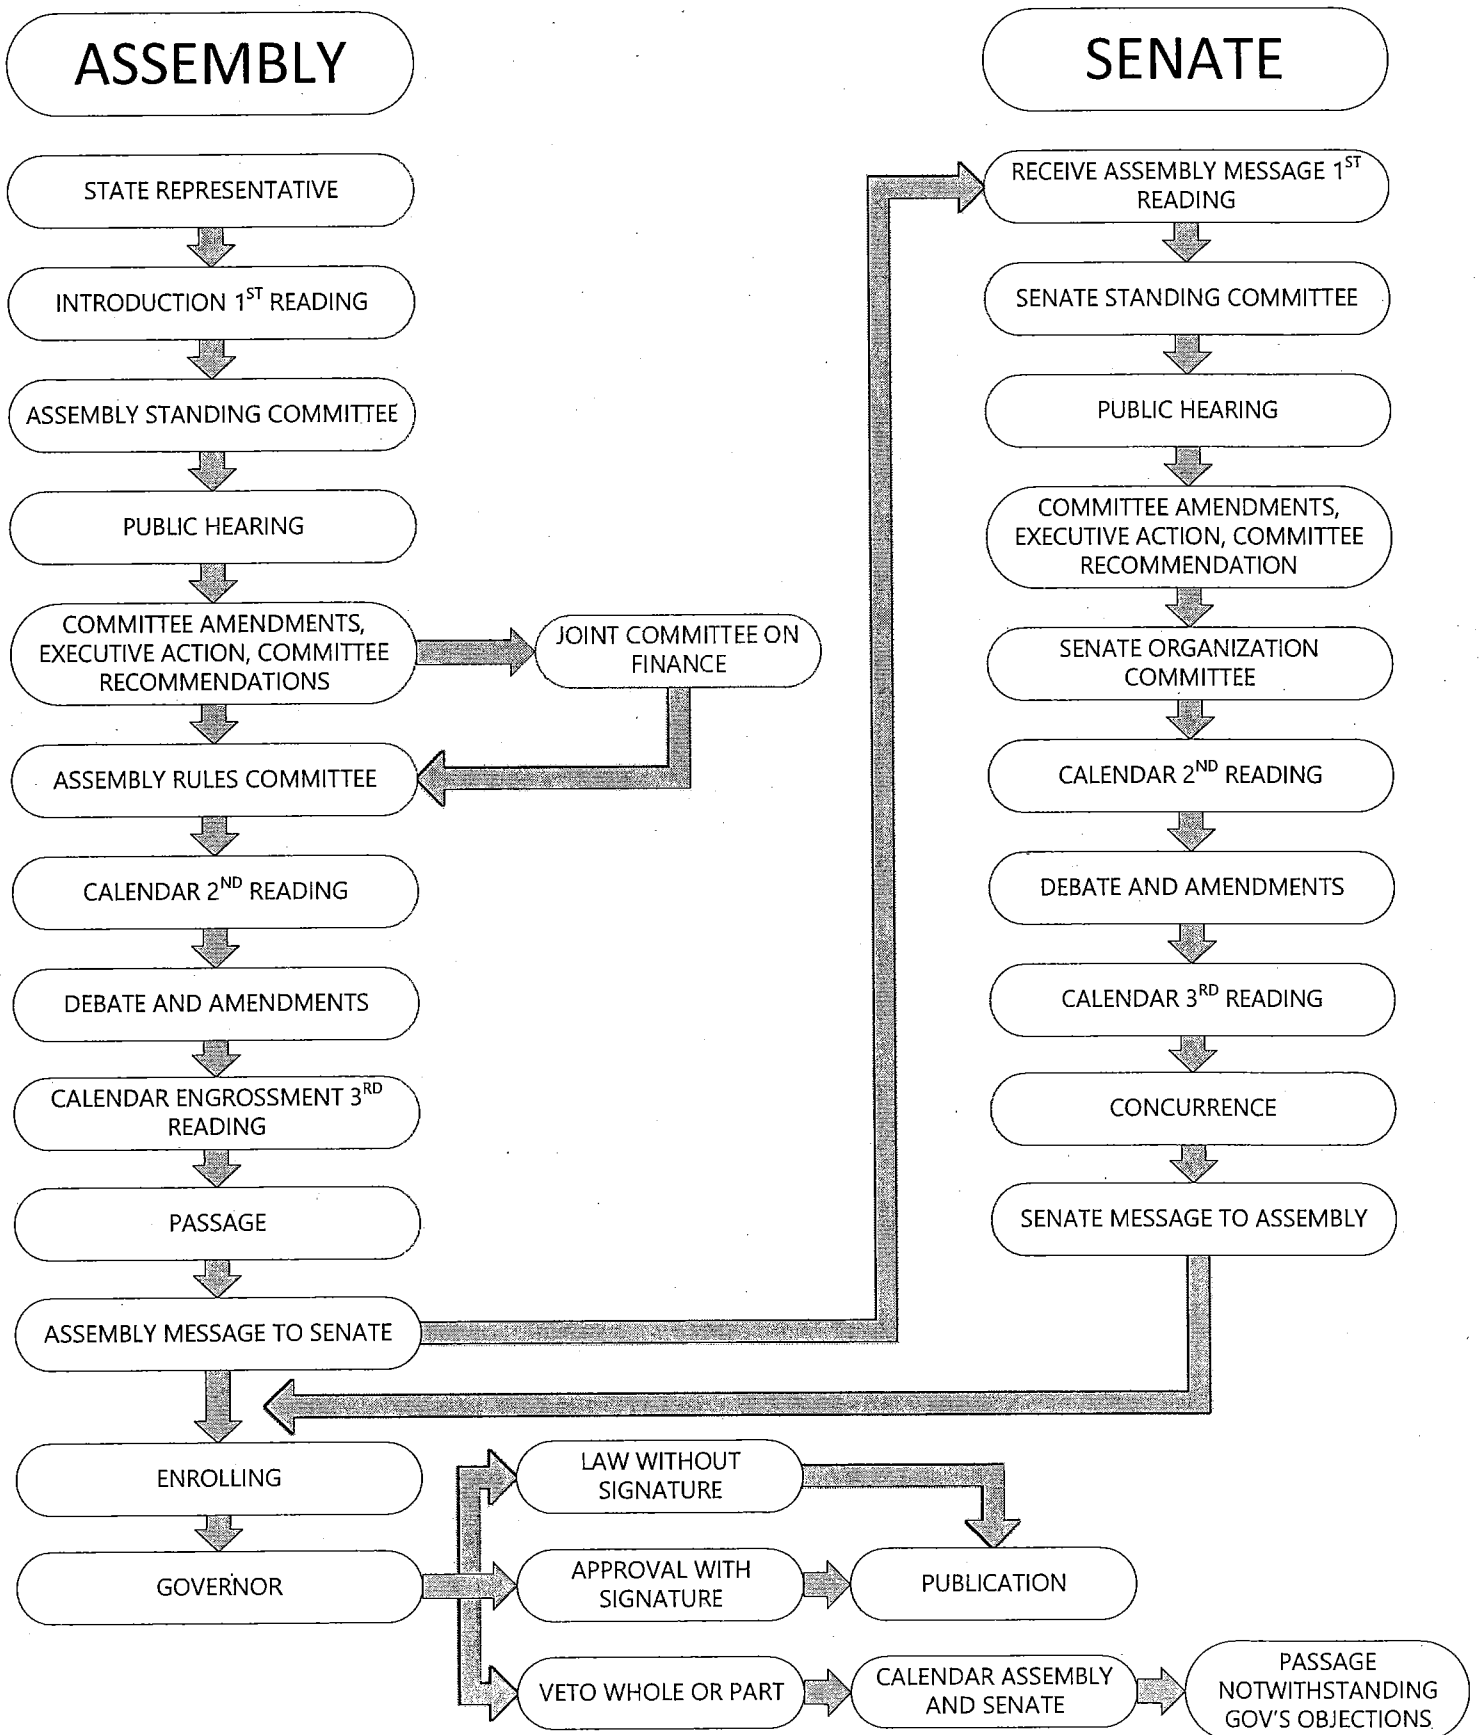 ASSEMBLY
STATE REPRESENTATIVE
INTRODUCTION 1ST READING
ASSEMBLY STANDING COMMITTEE
PUBLIC HEARING
COMMITTEE AMENDMENTS,
EXECUTIVE ACTION, COMMITTEE
RECOMMENDATIONS
JOINT COMMITTEE ON
FINANCE
ASSEMBLY RULES COMMITTEE
CALENDAR 2ND READING
DEBATE AND AMENDMENTS
CALENDAR ENGROSSMENT 3RD
READING
PASSAGE
ASSEMBLY MESSAGE TO SENATE
SENATE
RECEIVE ASSEMBLY MESSAGE 1ST
READING
SENATE STANDING COMMITTEE
PUBLIC HEARING
COMMITTEE AMENDMENTS,
EXECUTIVE ACTION, COMMITTEE
RECOMMENDATION
SENATE ORGANIZATION
COMMITTEE
CALENDAR 2ND READING
DEBATE AND AMENDMENTS
CALENDAR 3RD READING
CONCURRENCE
SENATE MESSAGE TO ASSEMBLY
ENROLLING
GOVERNOR
LAW WITHOUT
SIGNATURE
APPROVAL WITH
SIGNATURE
PUBLICATION
VETO WHOLE OR PART
CALENDAR ASSEMBLY
AND SENATE
PASSAGE
NOTWITHSTANDING
GOV'S OBJECTIONS